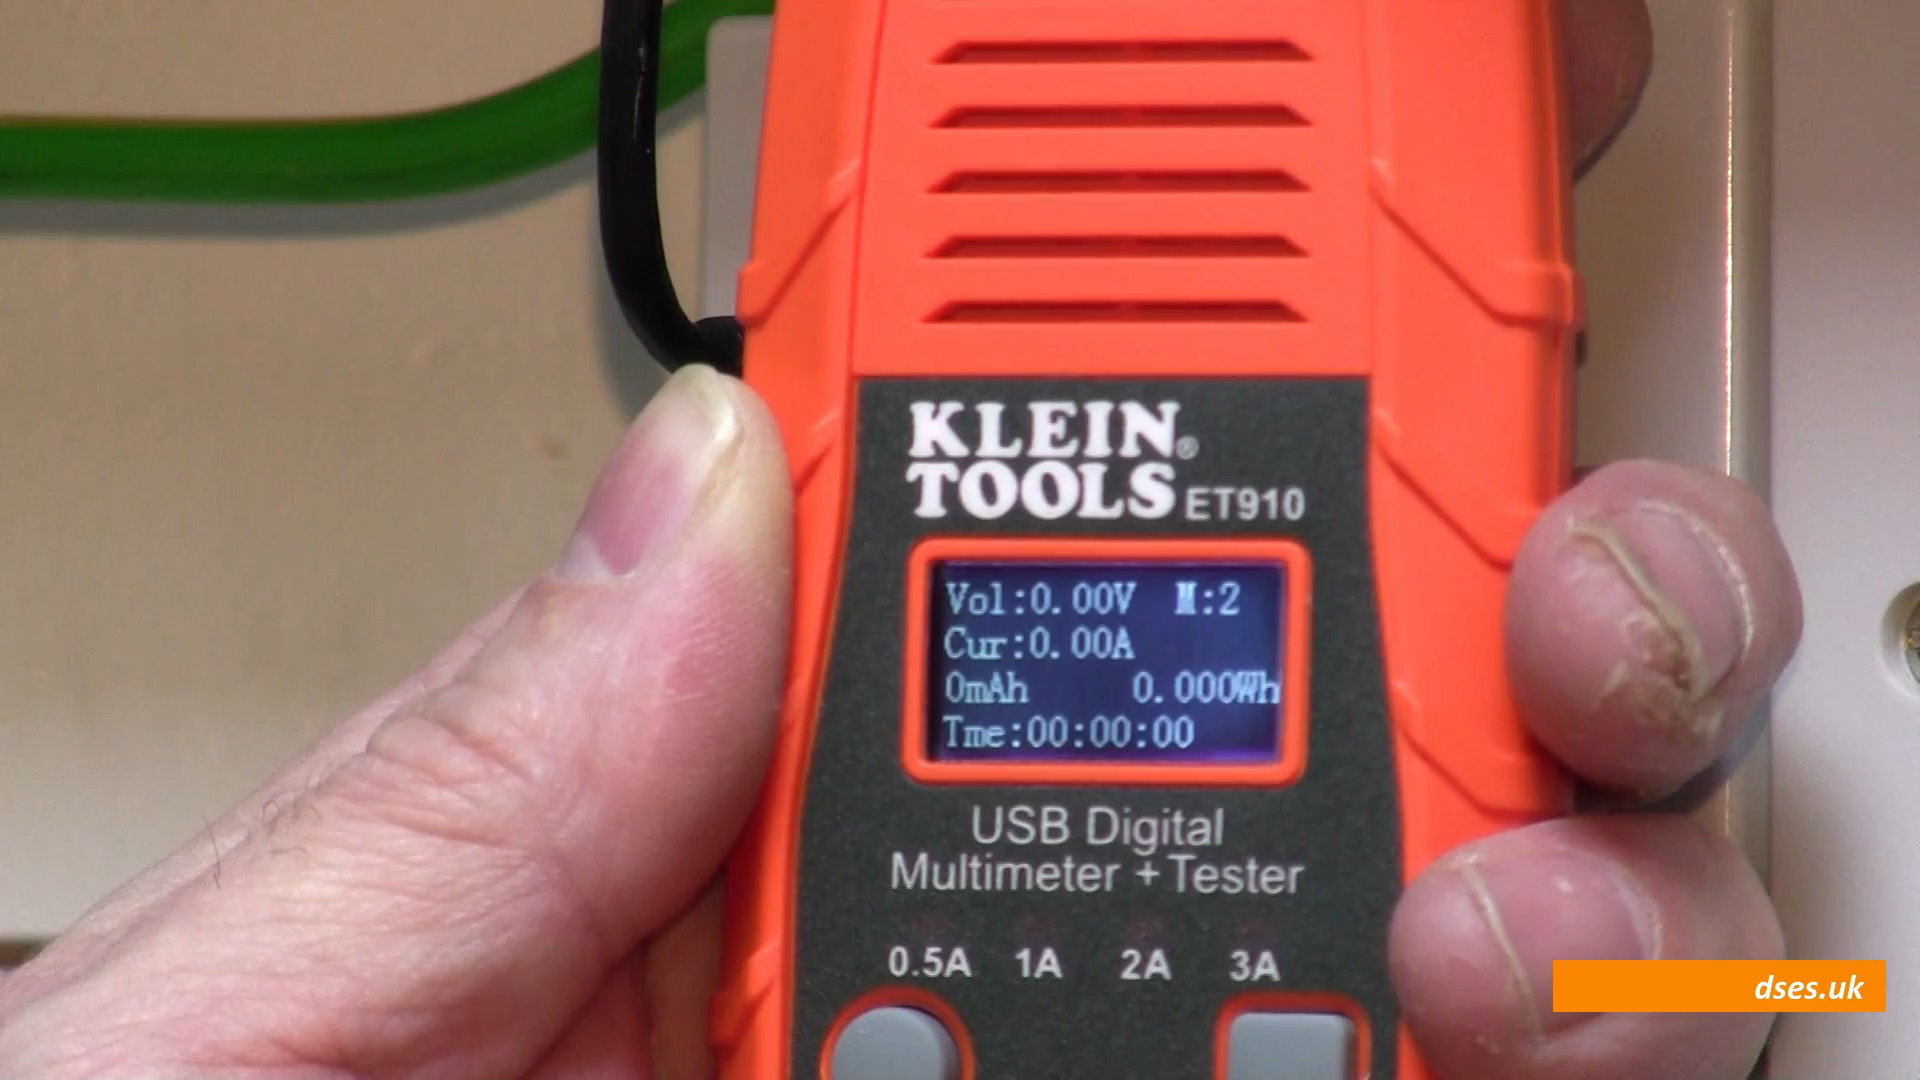 KLEIN
TOOLS® ET910
Vol:0.00V M:2
Cur:0.00A
0mAh 0.000Wh
Tme:00:00:00
USB Digital
Multimeter + Tester
0.5A 1A 2A 3A
dses.uk